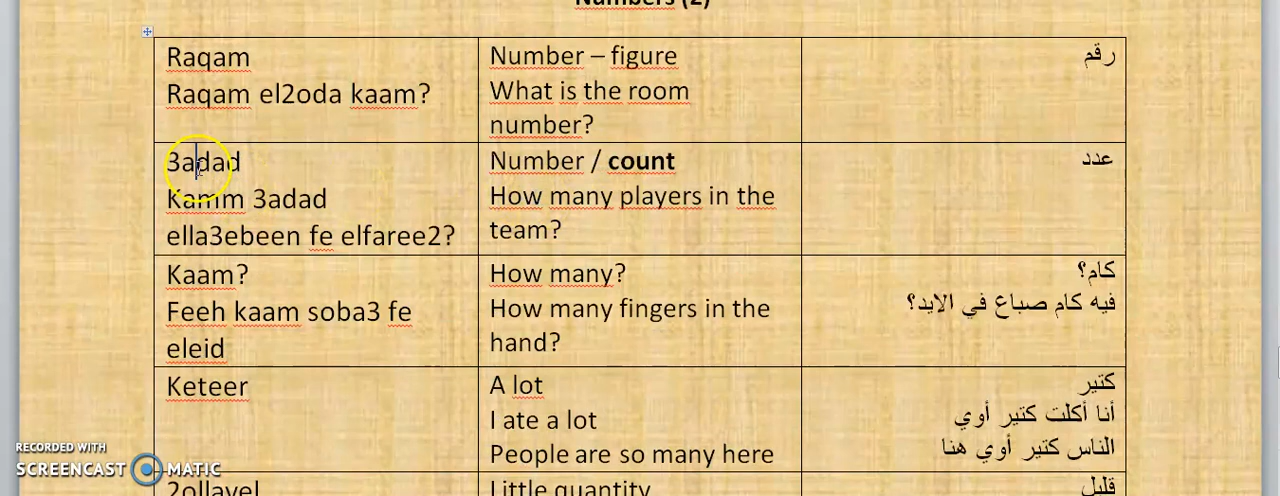 Numbers (2)
Raqam
Raqam el2oda kaam?
Number – figure
What is the room
number?
رقم
3adad
Kamm 3adad
ella3ebeen fe elfaree2?
Number / count
How many players in the
team?
عدد
Kaam?
Feeh kaam soba3 fe
eleid
How many?
How many fingers in the
hand?
كام؟
فيه كام صباع في الايد؟
Keteer
A lot
I ate a lot
People are so many here
كتير
أنا أكلت كتير أوي
الناس كتير أوي هنا
2ollayel
Little quantity
قليل
RECORDED WITH
SCREENCAST MATIC